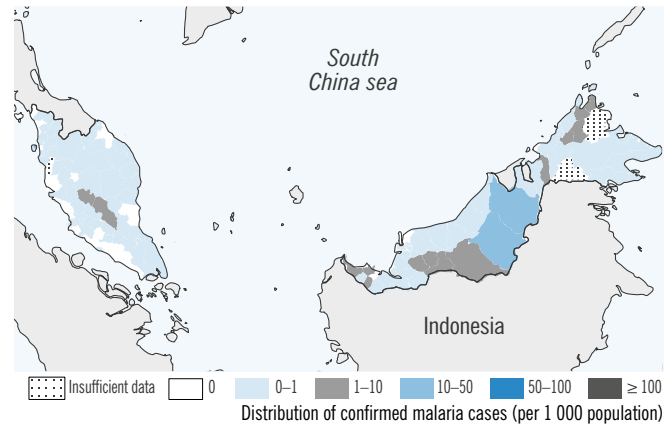 South
China sea
Indonesia
Insufficient data 0 0–1 1–10 10–50 50–100 ≥ 100
Distribution of confirmed malaria cases (per 1 000 population)